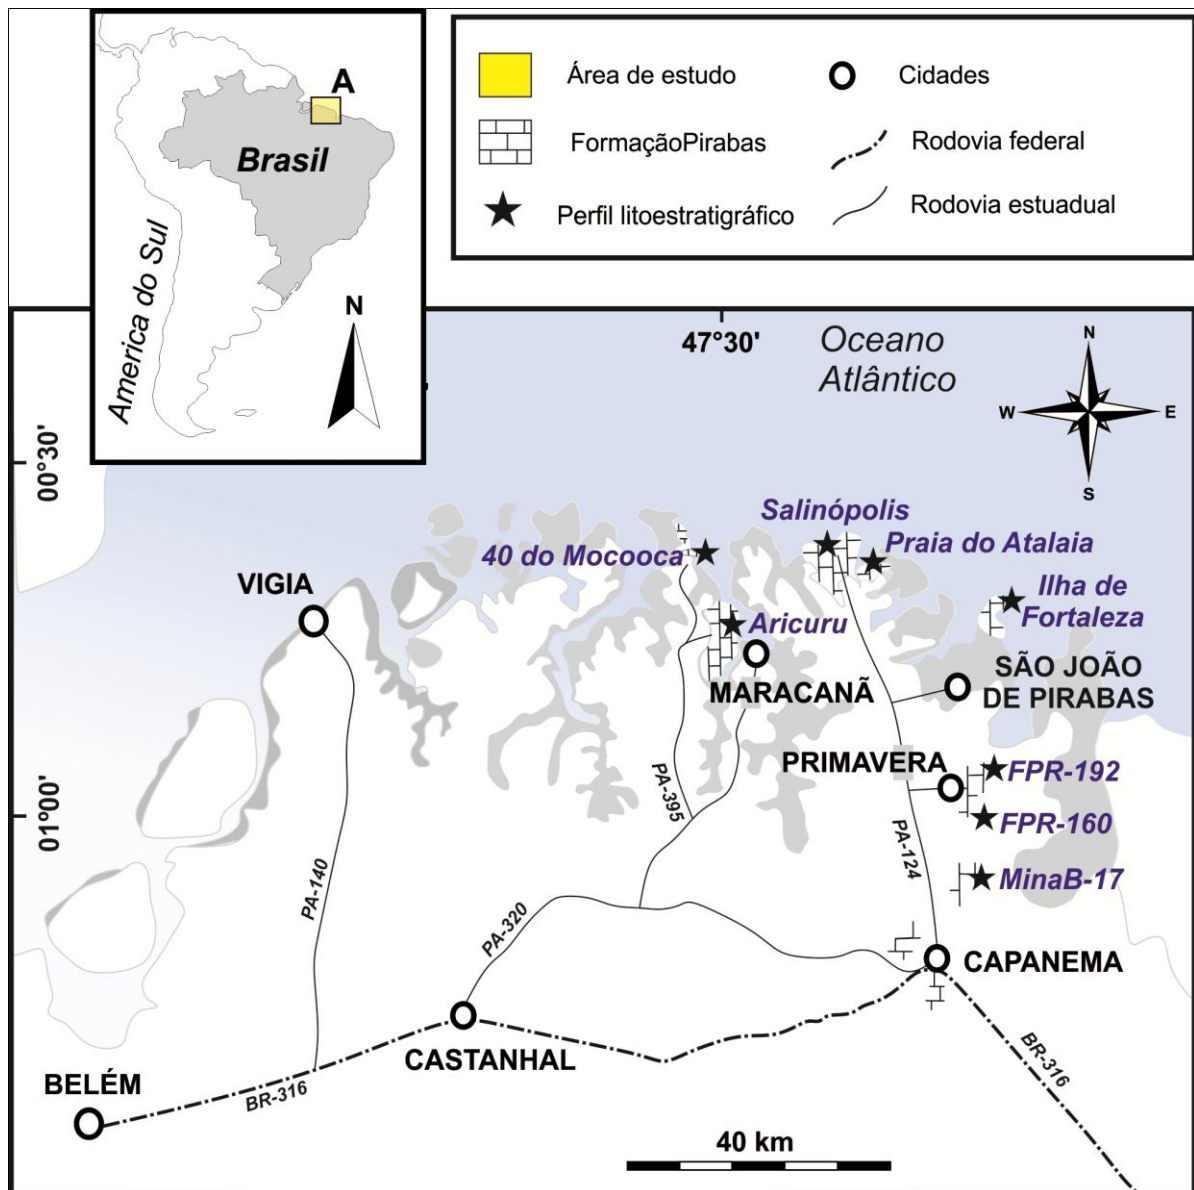 A
Brasil
America do Sul
N
Área de estudo
FormaçãoPirabas
Perfil litoestratigráfico
Cidades
Rodovia federal
Rodovia estuadual
47°30'
Oceano
Atlântico
N
W
E
S
00°30'
01°00'
Salinópolis
40 do Mocooca
Praia do Atalaia
Ilha de
Fortaleza
VIGIA
Aricuru
MARACANÃ
SÃO JOÃO
DE PIRABAS
PRIMAVERA
FPR-192
FPR-160
MinaB-17
PA-395
PA-124
PA-140
PA-320
CAPANEMA
CASTANHAL
BELÉM
BR-316
BR-316
40 km